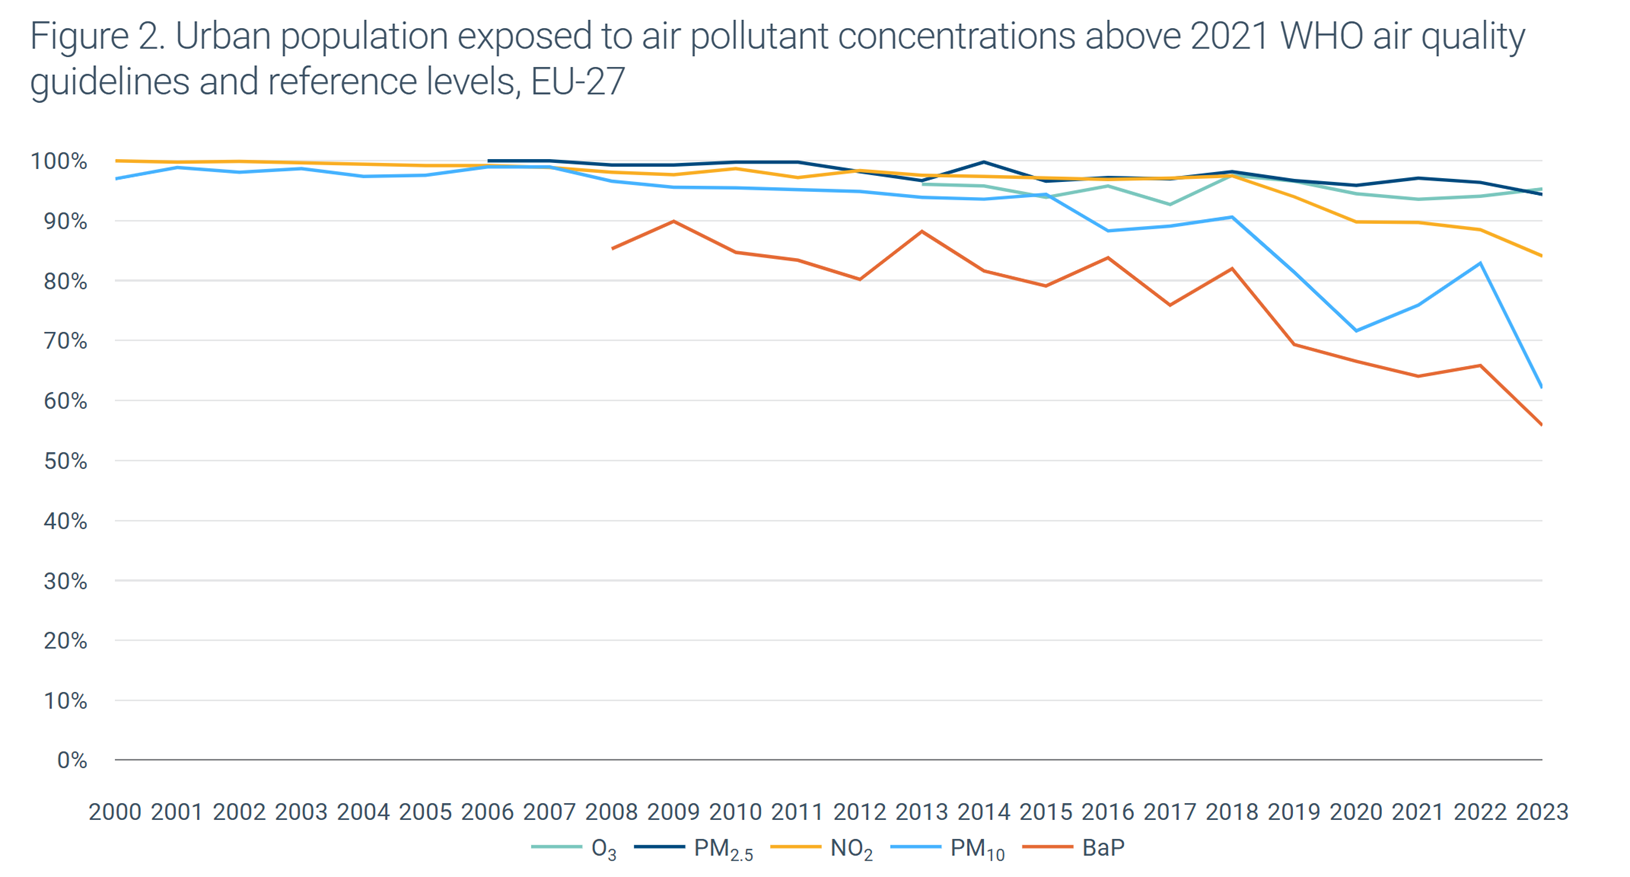 Figure 2. Urban population exposed to air pollutant concentrations above 2021 WHO air quality
guidelines and reference levels, EU-27
100%
90%
80%
70%
60%
50%
40%
30%
20%
10%
0%
2000 2001 2002 2003 2004 2005 2006 2007 2008 2009 2010 2011 2012 2013 2014 2015 2016 2017 2018 2019 2020 2021 2022 2023
O₃ PM₂.₅ NO₂ PM₁₀ BaP